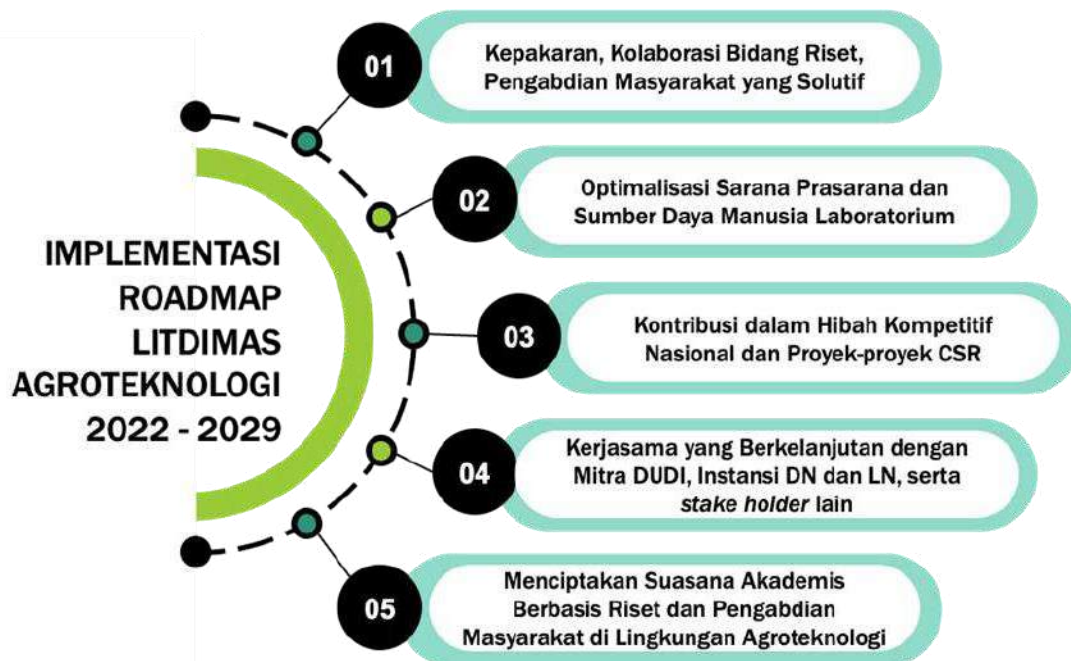 IMPLEMENTASI
ROADMAP
LITDIMAS
AGROTEKNOLOGI
2022 - 2029
01
Kepakaran, Kolaborasi Bidang Riset,
Pengabdian Masyarakat yang Solutif
02
Optimalisasi Sarana Prasarana dan
Sumber Daya Manusia Laboratorium
03
Kontribusi dalam Hibah Kompetitif
Nasional dan Proyek-proyek CSR
04
Kerjasama yang Berkelanjutan dengan
Mitra DUDI, Instansi DN dan LN, serta
stake holder lain
05
Menciptakan Suasana Akademis
Berbasis Riset dan Pengabdian
Masyarakat di Lingkungan Agroteknologi